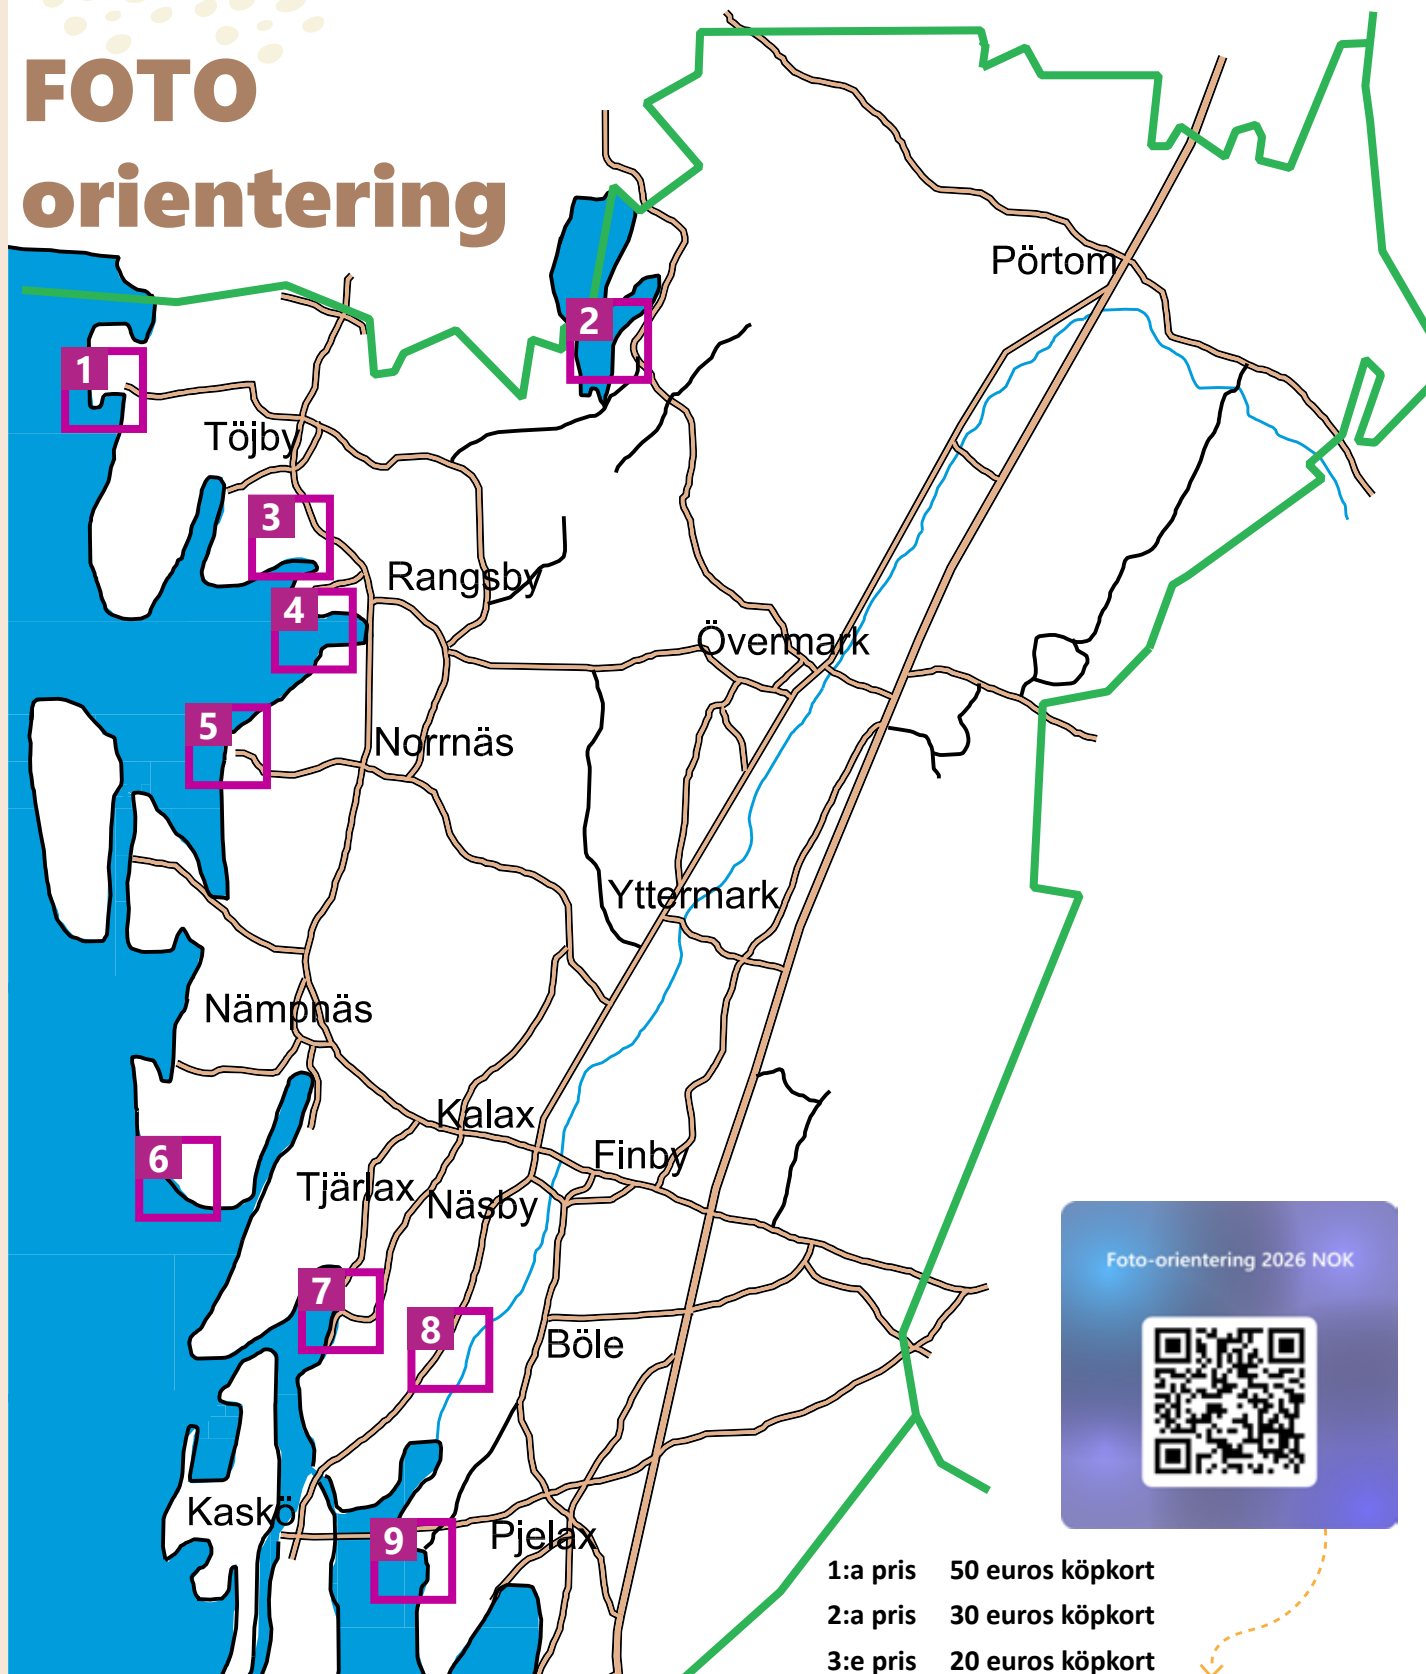 FOTO
orientering
Pörtom
2
1
Töjby
3
Rangsby
4
Övermark
5
Norrnäs
Yttermark
Nämpnäs
Kalax
6
Finby
Tjärlax
Näsby
Foto-orientering 2026 NOK
7
8
Böle
Kaskö
9
Pjelax
1:a pris 50 euros köpkort
2:a pris 30 euros köpkort
3:e pris 20 euros köpkort